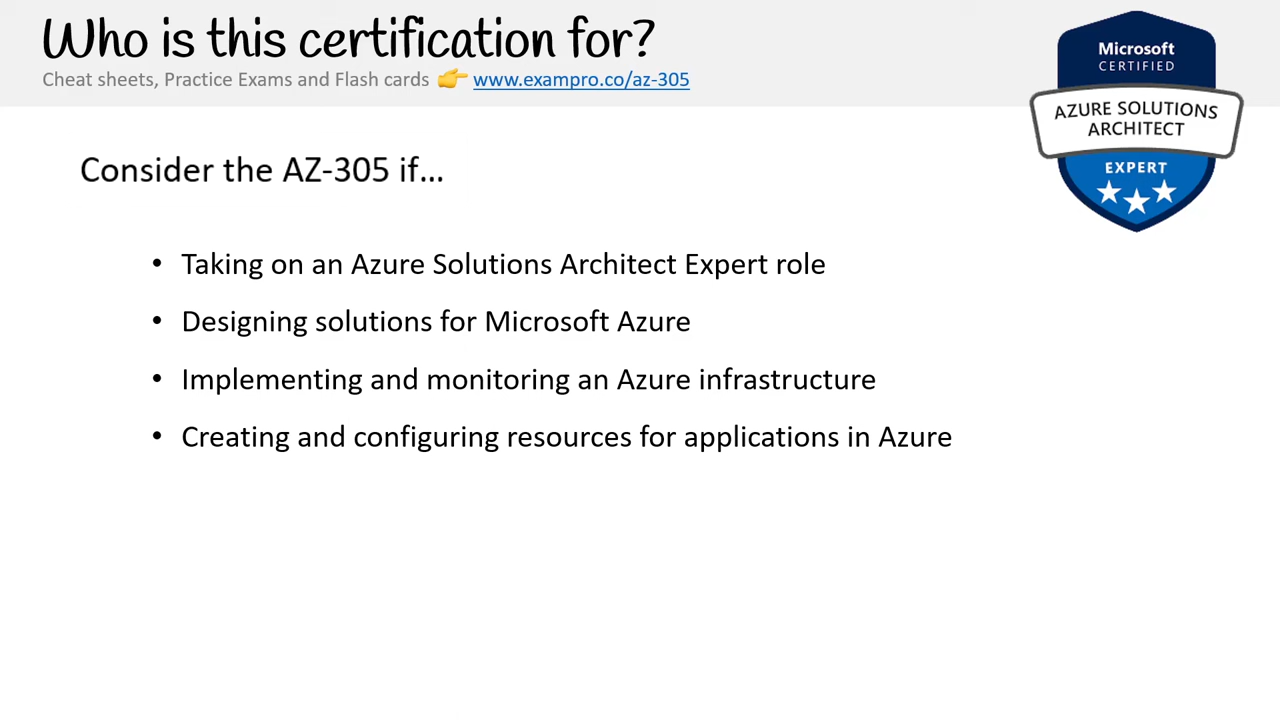 Who is this certification for?
Cheat sheets, Practice Exams and Flash cards 👉 www.exampro.co/az-305
Microsoft
CERTIFIED
AZURE SOLUTIONS
ARCHITECT
EXPERT
Consider the AZ-305 if...
• Taking on an Azure Solutions Architect Expert role
• Designing solutions for Microsoft Azure
• Implementing and monitoring an Azure infrastructure
• Creating and configuring resources for applications in Azure